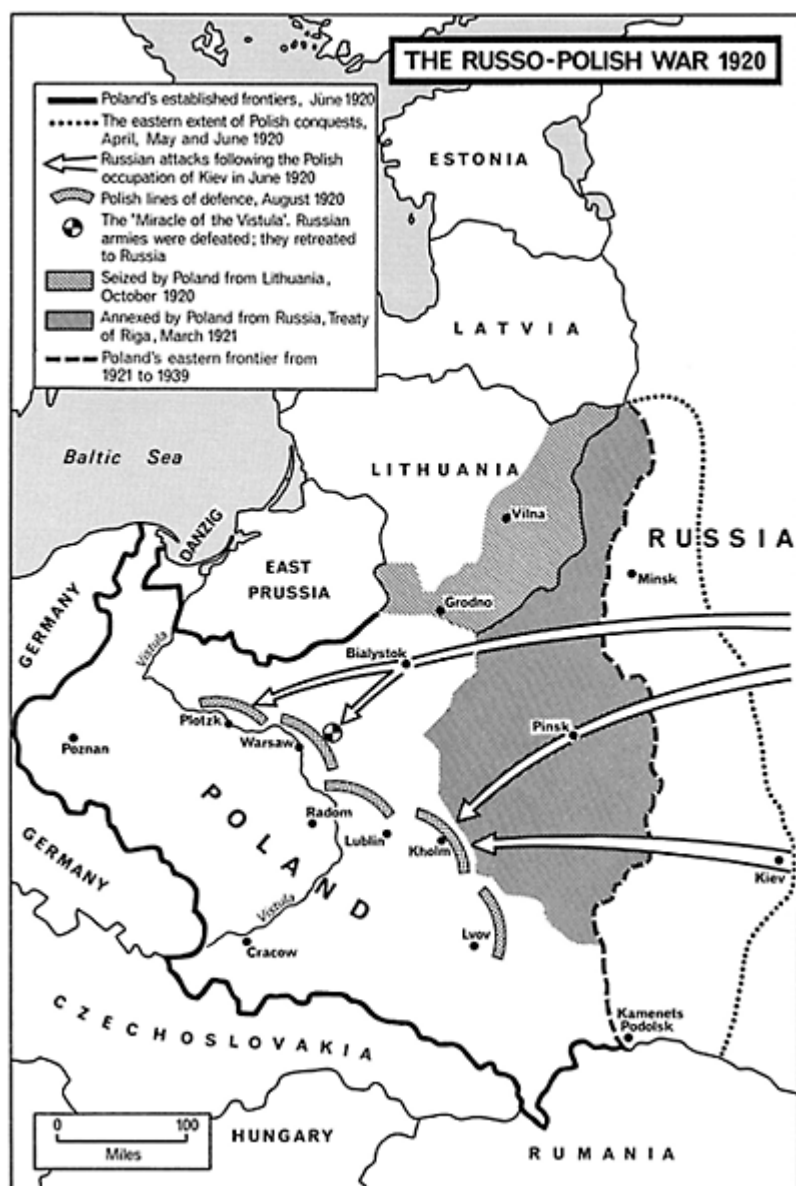 THE RUSSO-POLISH WAR 1920
Poland's established frontiers, June 1920
The eastern extent of Polish conquests,
April, May and June 1920
Russian attacks following the Polish
occupation of Kiev in June 1920
Polish lines of defence, August 1920
The 'Miracle of the Vistula'. Russian
armies were defeated; they retreated
to Russia
Seized by Poland from Lithuania,
October 1920
Annexed by Poland from Russia, Treaty
of Riga, March 1921
Poland's eastern frontier from
1921 to 1939
ESTONIA
LATVIA
Baltic Sea
LITHUANIA
Vilna
DANZIG
RUSSIA
EAST
PRUSSIA
Minsk
Grodno
GERMANY
Vistula
Bialystok
Plotzk
Pinsk
Poznan
Warsaw
POLAND
Radom
Lublin
Kholm
GERMANY
Kiev
Vistula
Cracow
Lvov
CZECHOSLOVAKIA
Kamenets
Podolsk
0 100
Miles
HUNGARY
RUMANIA